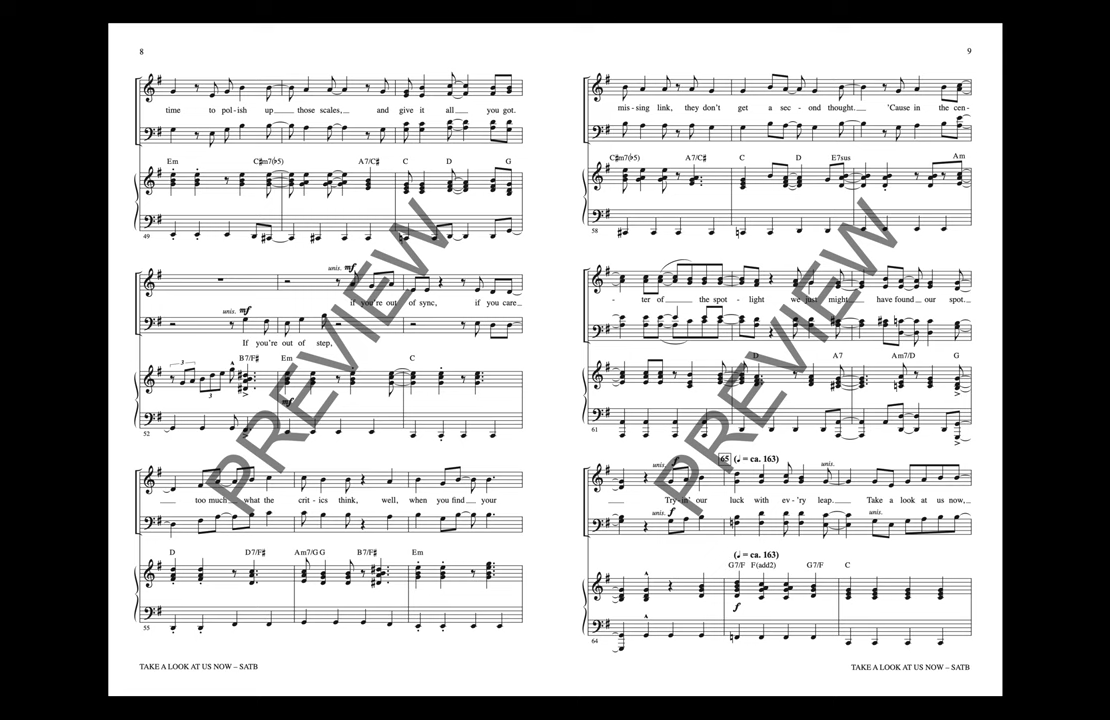 8
time to pol - ish up those scales, and give it all you got.
Em C♯m7(♭5) A7/C♯ C D G
49
unis. mf
if you're out of sync, if you care
unis. mf
If you're out of step,
B7/F♯ Em C
3
3
mf
52
too much what the crit - ics think, well, when you find your
D D7/F♯ Am7/G G B7/F♯ Em
55
TAKE A LOOK AT US NOW – SATB
9
mis - sing link, they don't get a sec - ond thought. 'Cause in the cen-
C♯m7(♭5) A7/C♯ C D E7sus Am
58
- ter of the spot - light we just might have found our spot.
D A7 Am7/D G
61
65 (♩ = ca. 163)
unis. f unis.
Try-in' our luck with ev-'ry leap. Take a look at us now,
unis. f unis.
(♩ = ca. 163)
G7/F F(add2) G7/F C
f
64
TAKE A LOOK AT US NOW – SATB
PREVIEW
PREVIEW